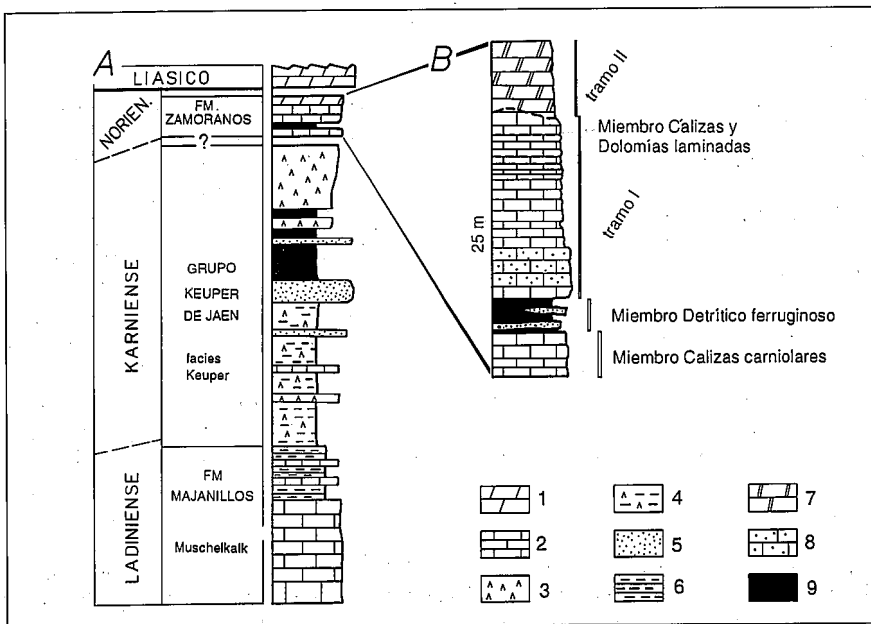 A
LIASICO
NORIEN.
FM.
ZAMORANOS
?
KARNIENSE
GRUPO
KEUPER
DE JAEN
facies
Keuper
LADINIENSE
FM
MAJANILLOS
Muschelkalk
B
tramo II
Miembro Calizas y
Dolomías laminadas
tramo I
25 m
Miembro Detrítico ferruginoso
Miembro Calizas carniolares
1
2
3
4
5
6
7
8
9